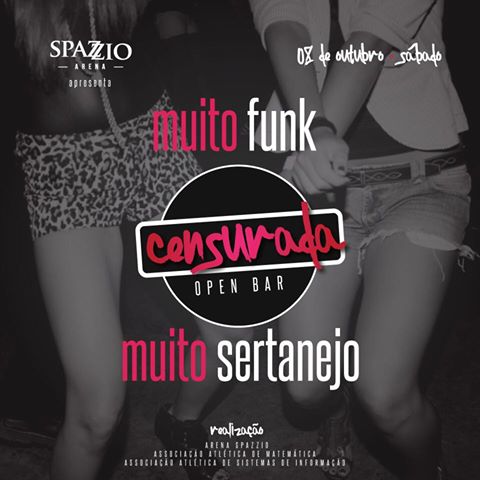 SPAZZIO
ARENA
apresenta
08 de outubro - sábado
muito funk
censurada
OPEN BAR
muito sertanejo
realização
ARENA SPAZZIO
ASSOCIAÇÃO ATLÉTICA DE MATEMÁTICA
ASSOCIAÇÃO ATLÉTICA DE SISTEMAS DE INFORMAÇÃO